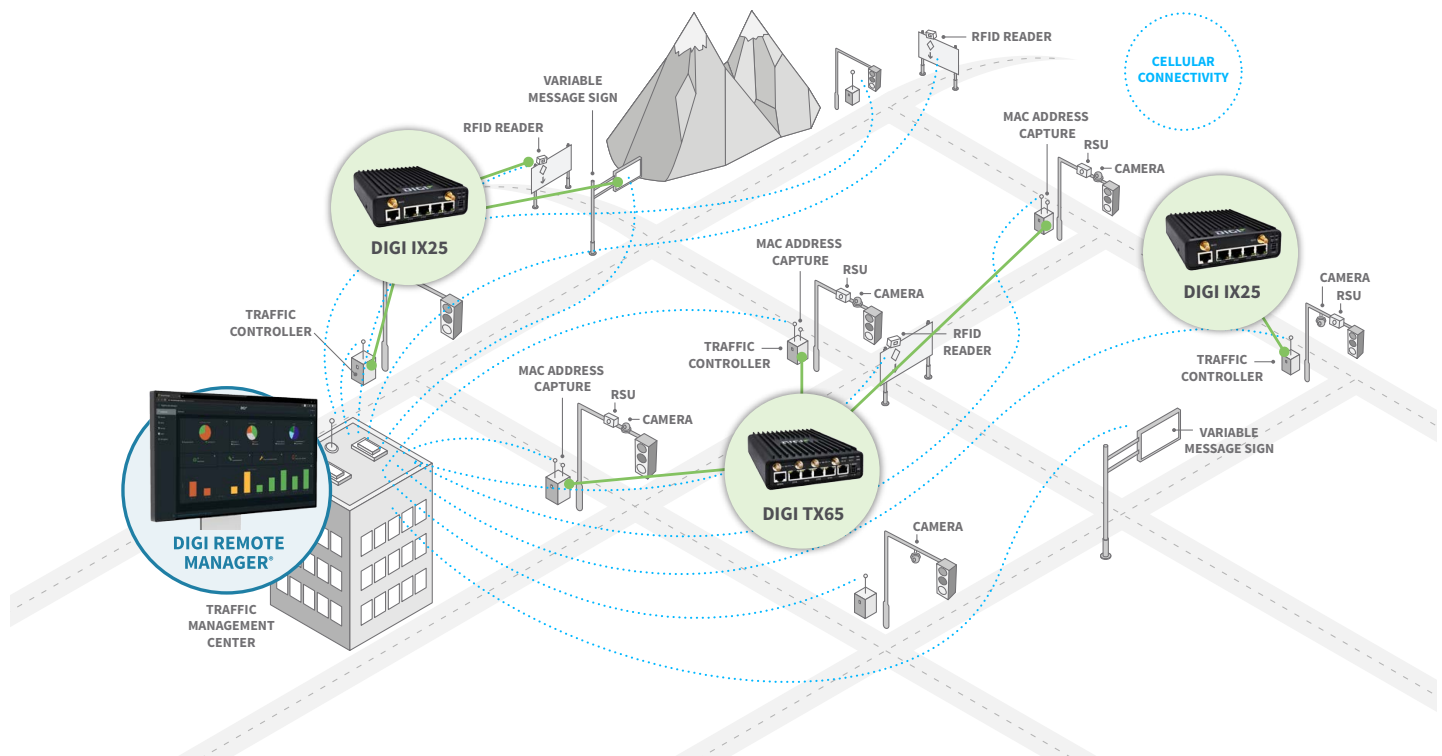 RFID READER
CELLULAR
CONNECTIVITY
VARIABLE
MESSAGE SIGN
RFID READER
MAC ADDRESS
CAPTURE
RSU
CAMERA
DIGI
DIGI IX25
DIGI
DIGI IX25
MAC ADDRESS
CAPTURE
RSU
CAMERA
CAMERA
RSU
TRAFFIC
CONTROLLER
TRAFFIC
CONTROLLER
RFID
READER
TRAFFIC
CONTROLLER
MAC ADDRESS
CAPTURE
RSU
CAMERA
VARIABLE
MESSAGE SIGN
DIGI TX65
CAMERA
DIGI REMOTE
MANAGER®
TRAFFIC
MANAGEMENT
CENTER